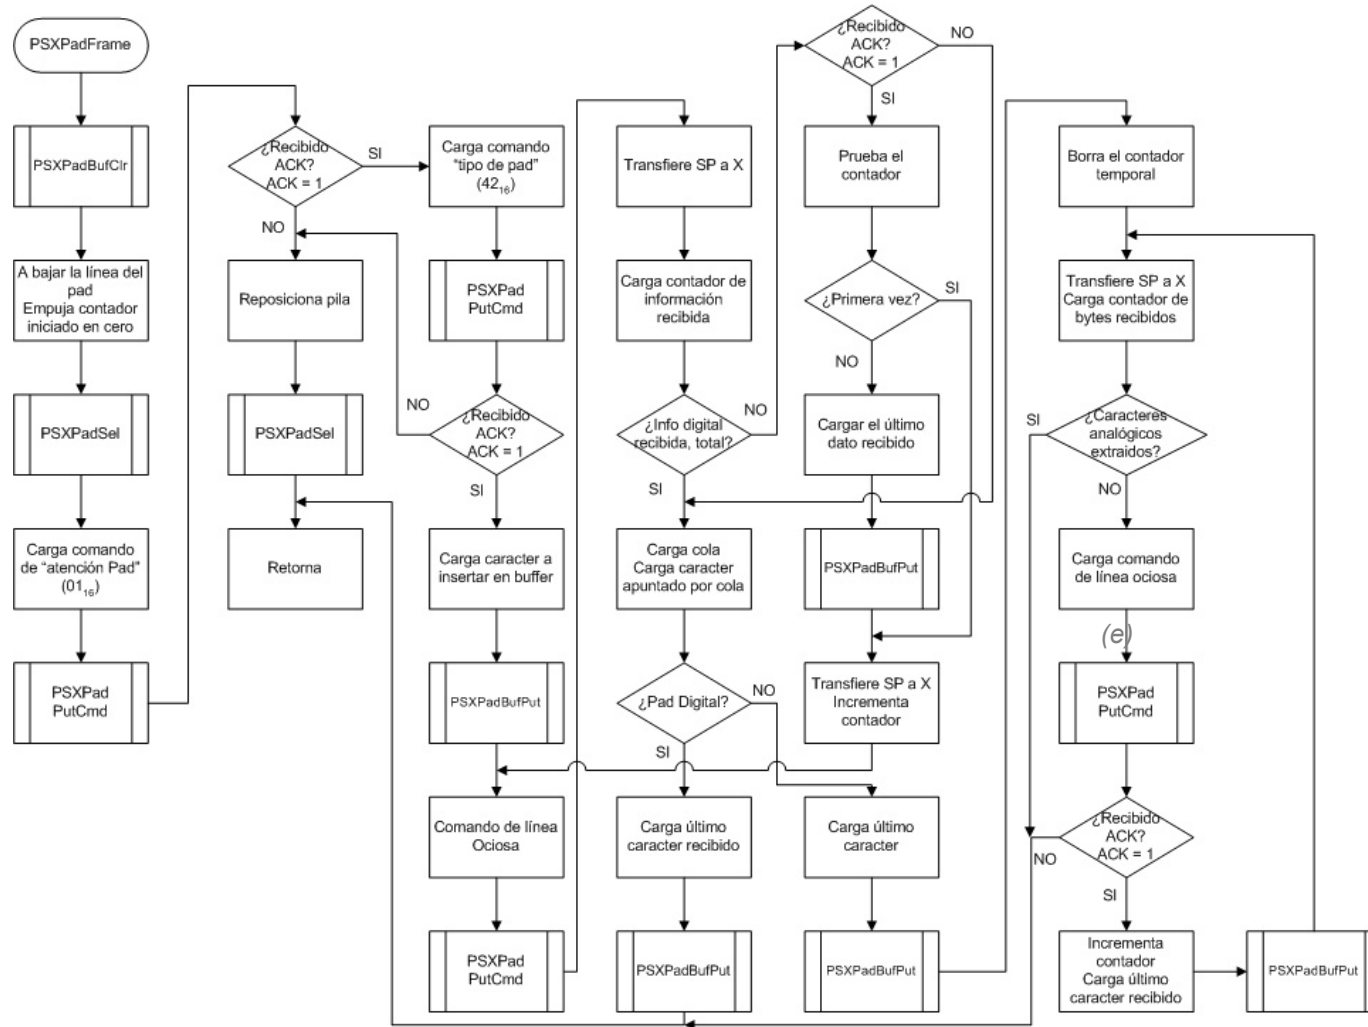 PSXPadFrame
PSXPadBufClr
A bajar la línea del
pad
Empuja contador
iniciado en cero
PSXPadSel
Carga comando
de “atención Pad”
(01₁₆)
PSXPad
PutCmd
¿Recibido
ACK?
ACK = 1
SI
NO
Reposiciona pila
PSXPadSel
Retorna
Carga comando
“tipo de pad”
(42₁₆)
PSXPad
PutCmd
NO
¿Recibido
ACK?
ACK = 1
SI
Carga caracter a
insertar en buffer
PSXPadBufPut
Comando de línea
Ociosa
PSXPad
PutCmd
Transfiere SP a X
Carga contador de
información
recibida
¿Info digital
recibida, total?
NO
SI
Carga cola
Carga caracter
apuntado por cola
¿Pad Digital?
NO
SI
Carga último
caracter recibido
PSXPadBufPut
¿Recibido
ACK?
ACK = 1
NO
SI
Prueba el
contador
¿Primera vez?
SI
NO
Cargar el último
dato recibido
PSXPadBufPut
Transfiere SP a X
Incrementa
contador
Carga último
caracter
PSXPadBufPut
Borra el contador
temporal
Transfiere SP a X
Carga contador de
bytes recibidos
SI
¿Caracteres
analógicos
extraidos?
NO
Carga comando
de línea ociosa
(e)
PSXPad
PutCmd
¿Recibido
ACK?
ACK = 1
NO
SI
Incrementa
contador
Carga último
caracter recibido
PSXPadBufPut